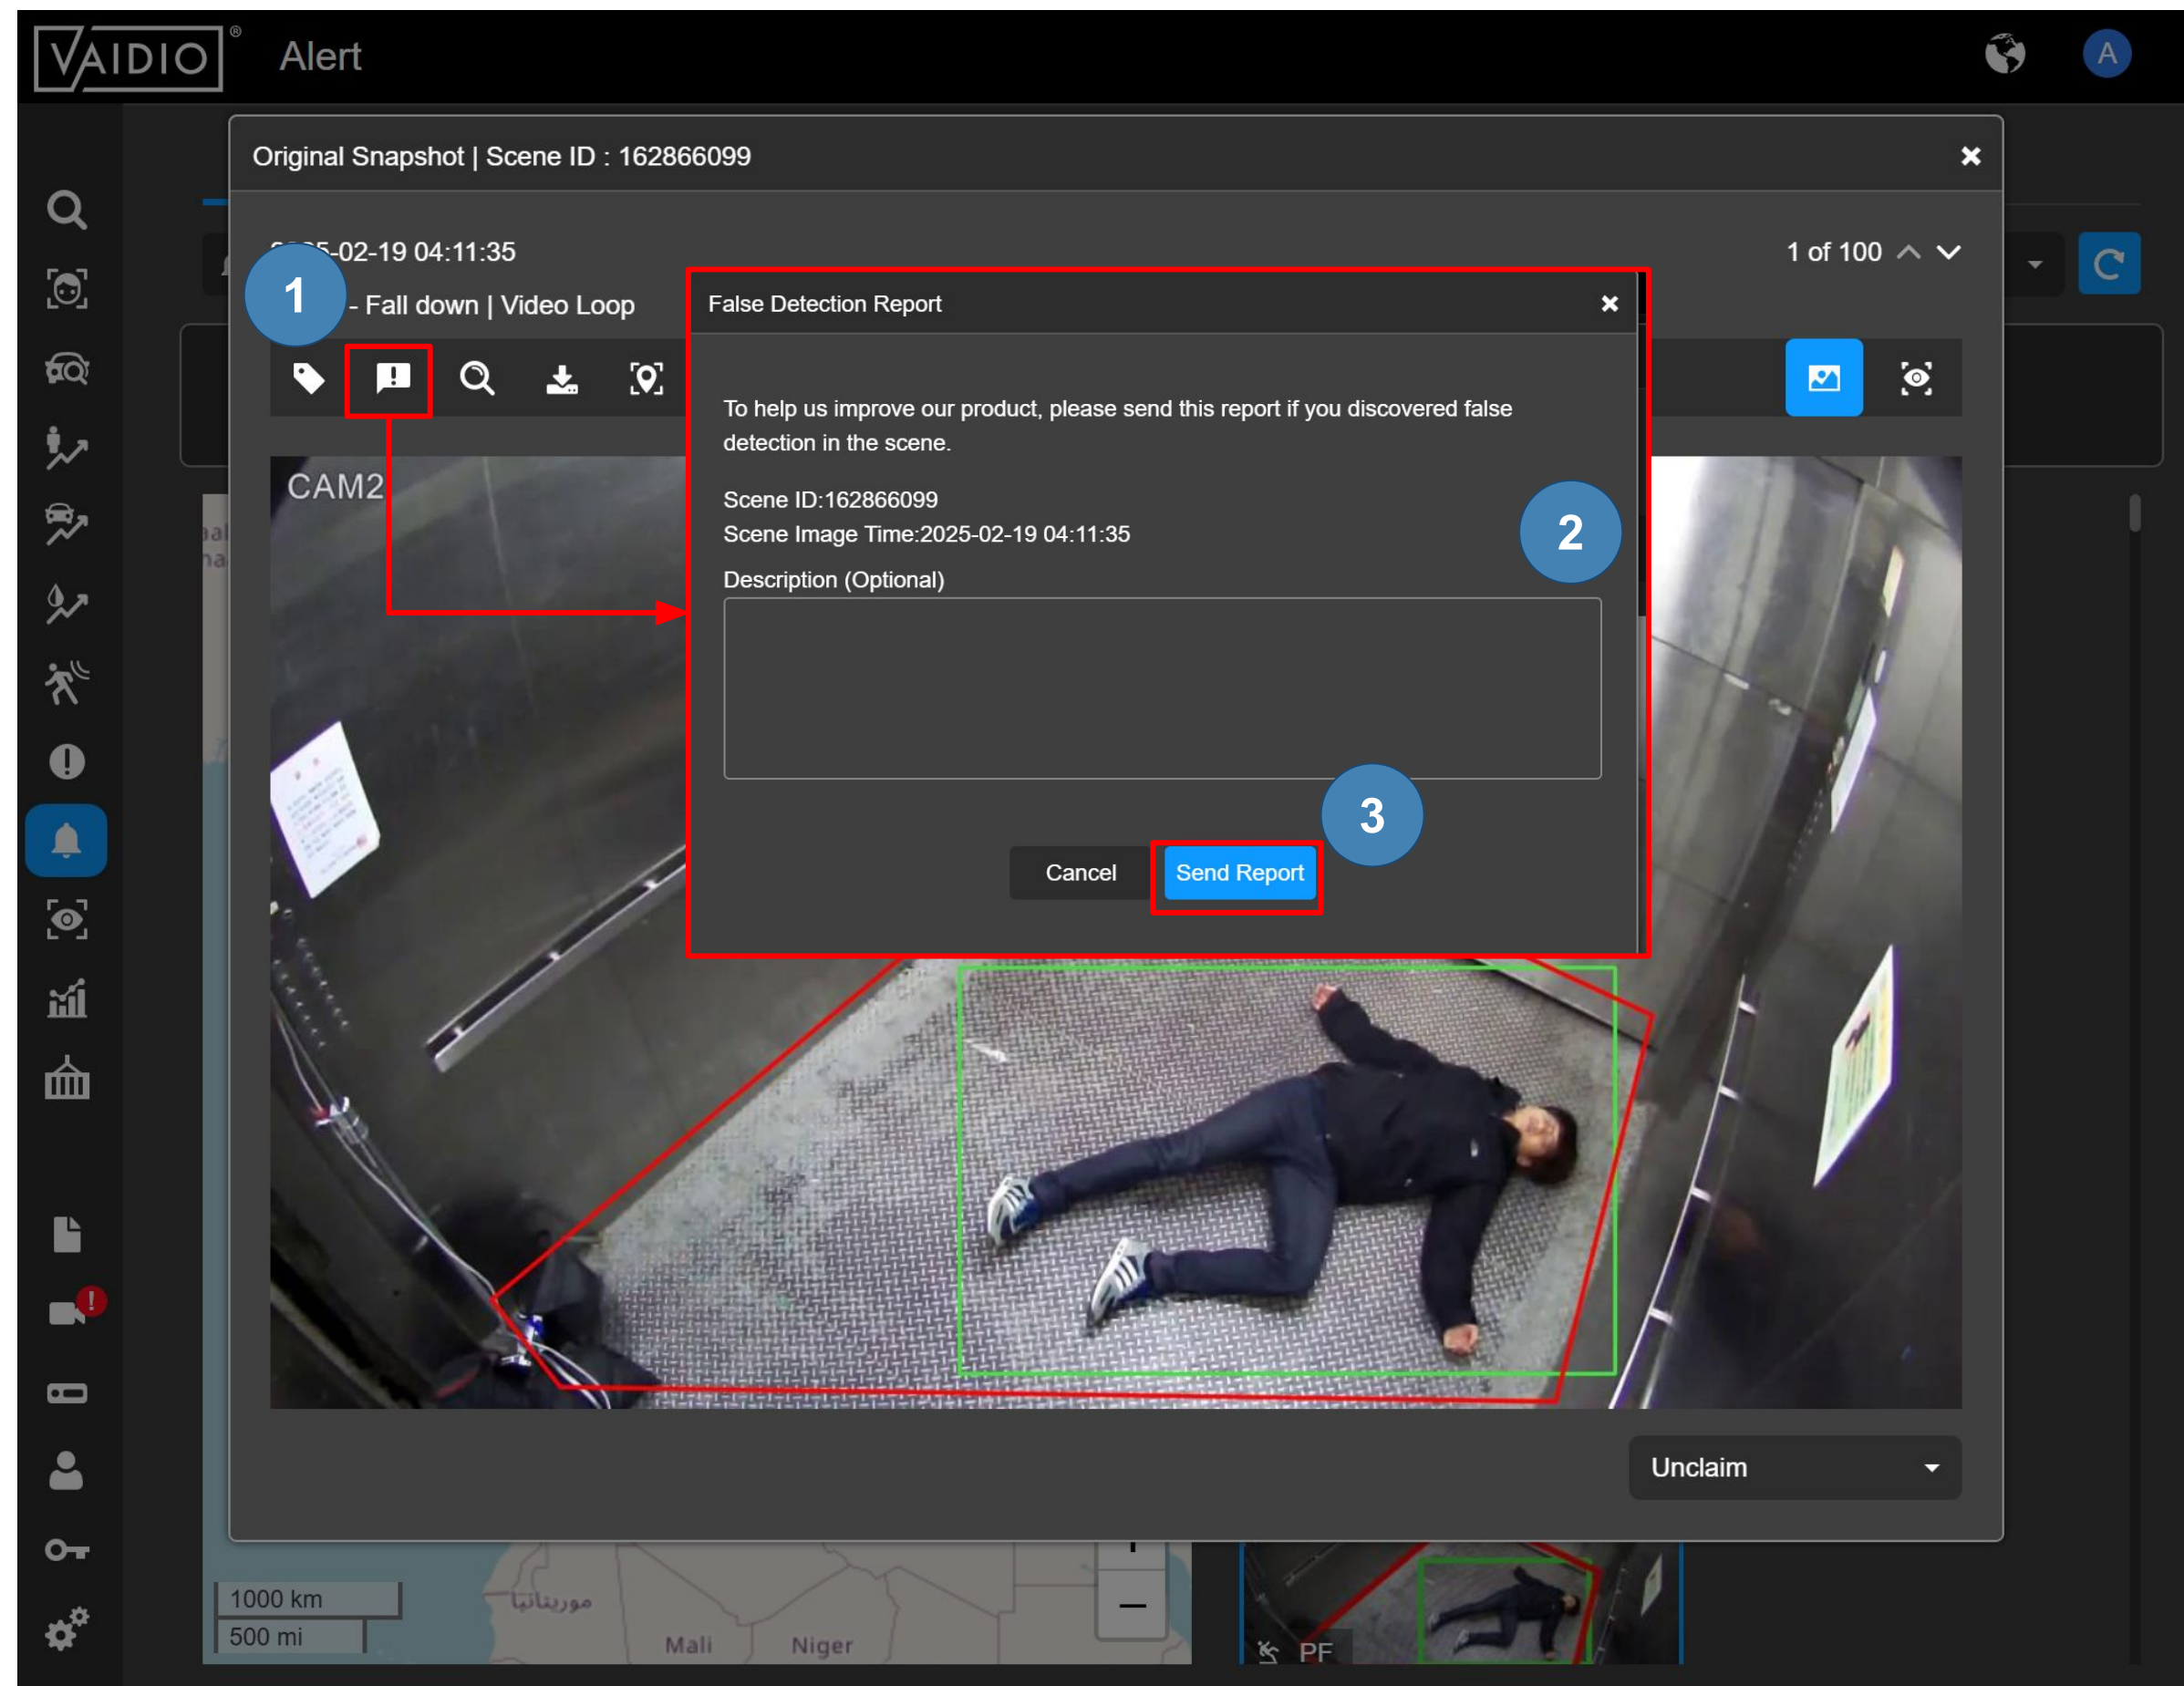 VAIDIO® Alert
A
Original Snapshot | Scene ID : 162866099
-02-19 04:11:35
1 of 100
1
- Fall down | Video Loop
False Detection Report
To help us improve our product, please send this report if you discovered false
detection in the scene.
CAM2
Scene ID:162866099
Scene Image Time:2025-02-19 04:11:35
2
Description (Optional)
3
Cancel
Send Report
Unclaim
1000 km
500 mi
موريتانيا
Mali
Niger
PF